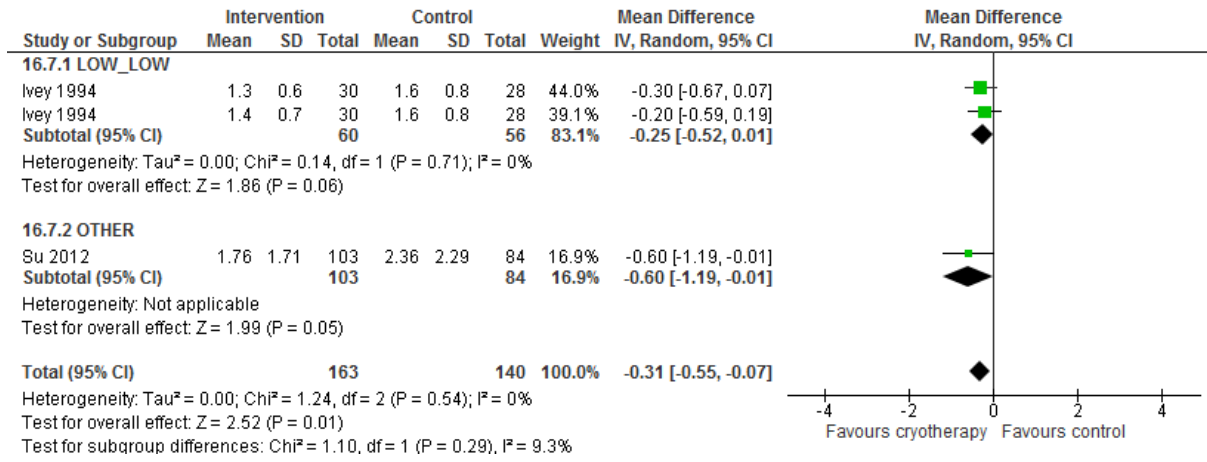 Intervention Control Mean Difference Mean Difference
Study or Subgroup Mean SD Total Mean SD Total Weight IV, Random, 95% CI IV, Random, 95% CI
16.7.1 LOW_LOW
Ivey 1994 1.3 0.6 30 1.6 0.8 28 44.0% -0.30 [-0.67, 0.07]
Ivey 1994 1.4 0.7 30 1.6 0.8 28 39.1% -0.20 [-0.59, 0.19]
Subtotal (95% CI) 60 56 83.1% -0.25 [-0.52, 0.01]
Heterogeneity: Tau² = 0.00; Chi² = 0.14, df = 1 (P = 0.71); I² = 0%
Test for overall effect: Z = 1.86 (P = 0.06)
16.7.2 OTHER
Su 2012 1.76 1.71 103 2.36 2.29 84 16.9% -0.60 [-1.19, -0.01]
Subtotal (95% CI) 103 84 16.9% -0.60 [-1.19, -0.01]
Heterogeneity: Not applicable
Test for overall effect: Z = 1.99 (P = 0.05)
Total (95% CI) 163 140 100.0% -0.31 [-0.55, -0.07]
Heterogeneity: Tau² = 0.00; Chi² = 1.24, df = 2 (P = 0.54); I² = 0%
Test for overall effect: Z = 2.52 (P = 0.01)
Test for subgroup differences: Chi² = 1.10, df = 1 (P = 0.29), I² = 9.3%
-4 -2 0 2 4
Favours cryotherapy Favours control